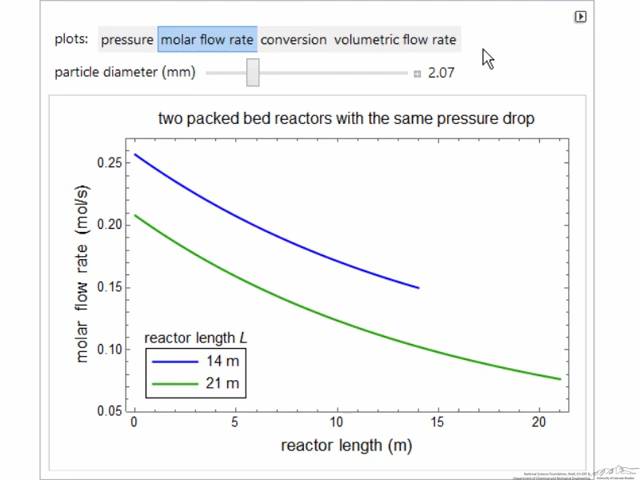 plots: pressure molar flow rate conversion volumetric flow rate
particle diameter (mm) 2.07
two packed bed reactors with the same pressure drop
molar flow rate (mol/s)
0.25
0.20
0.15
0.10
0.05
reactor length L
14 m
21 m
0 5 10 15 20
reactor length (m)